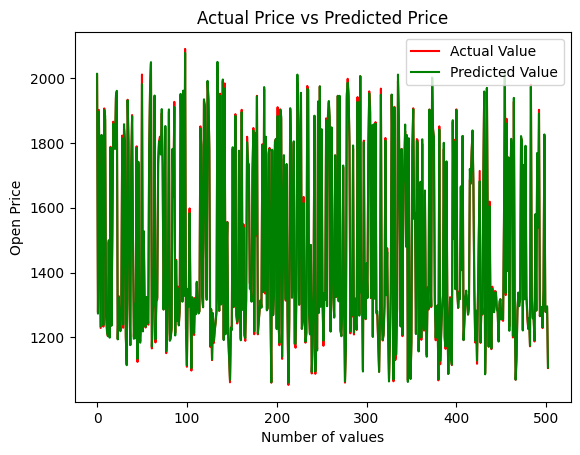 Actual Price vs Predicted Price
Actual Value
Predicted Value
2000
1800
1600
1400
1200
Open Price
0
100
200
300
400
500
Number of values